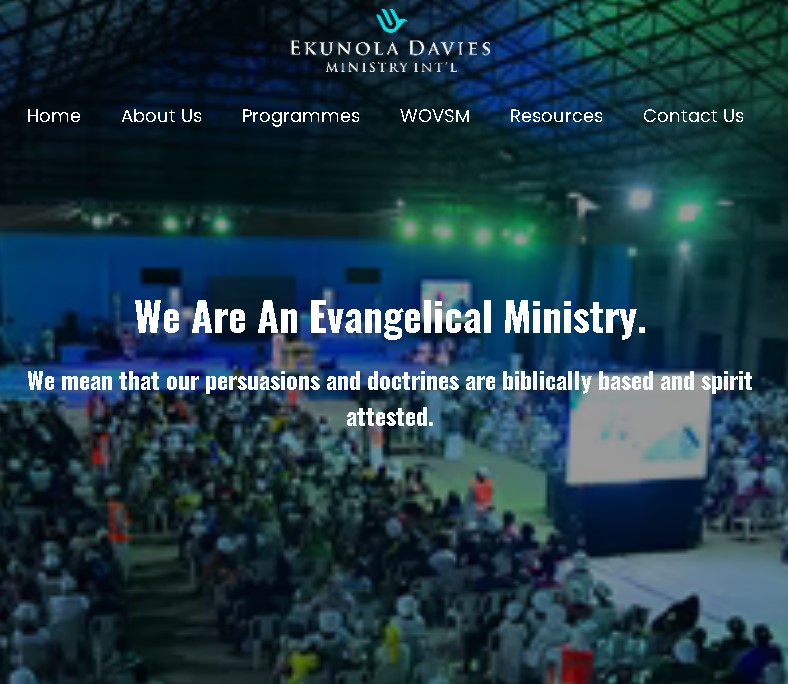 EKUNOLA DAVIES
MINISTRY INT'L
Home About Us Programmes WOVSM Resources Contact Us
We Are An Evangelical Ministry.
We mean that our persuasions and doctrines are biblically based and spirit
attested.